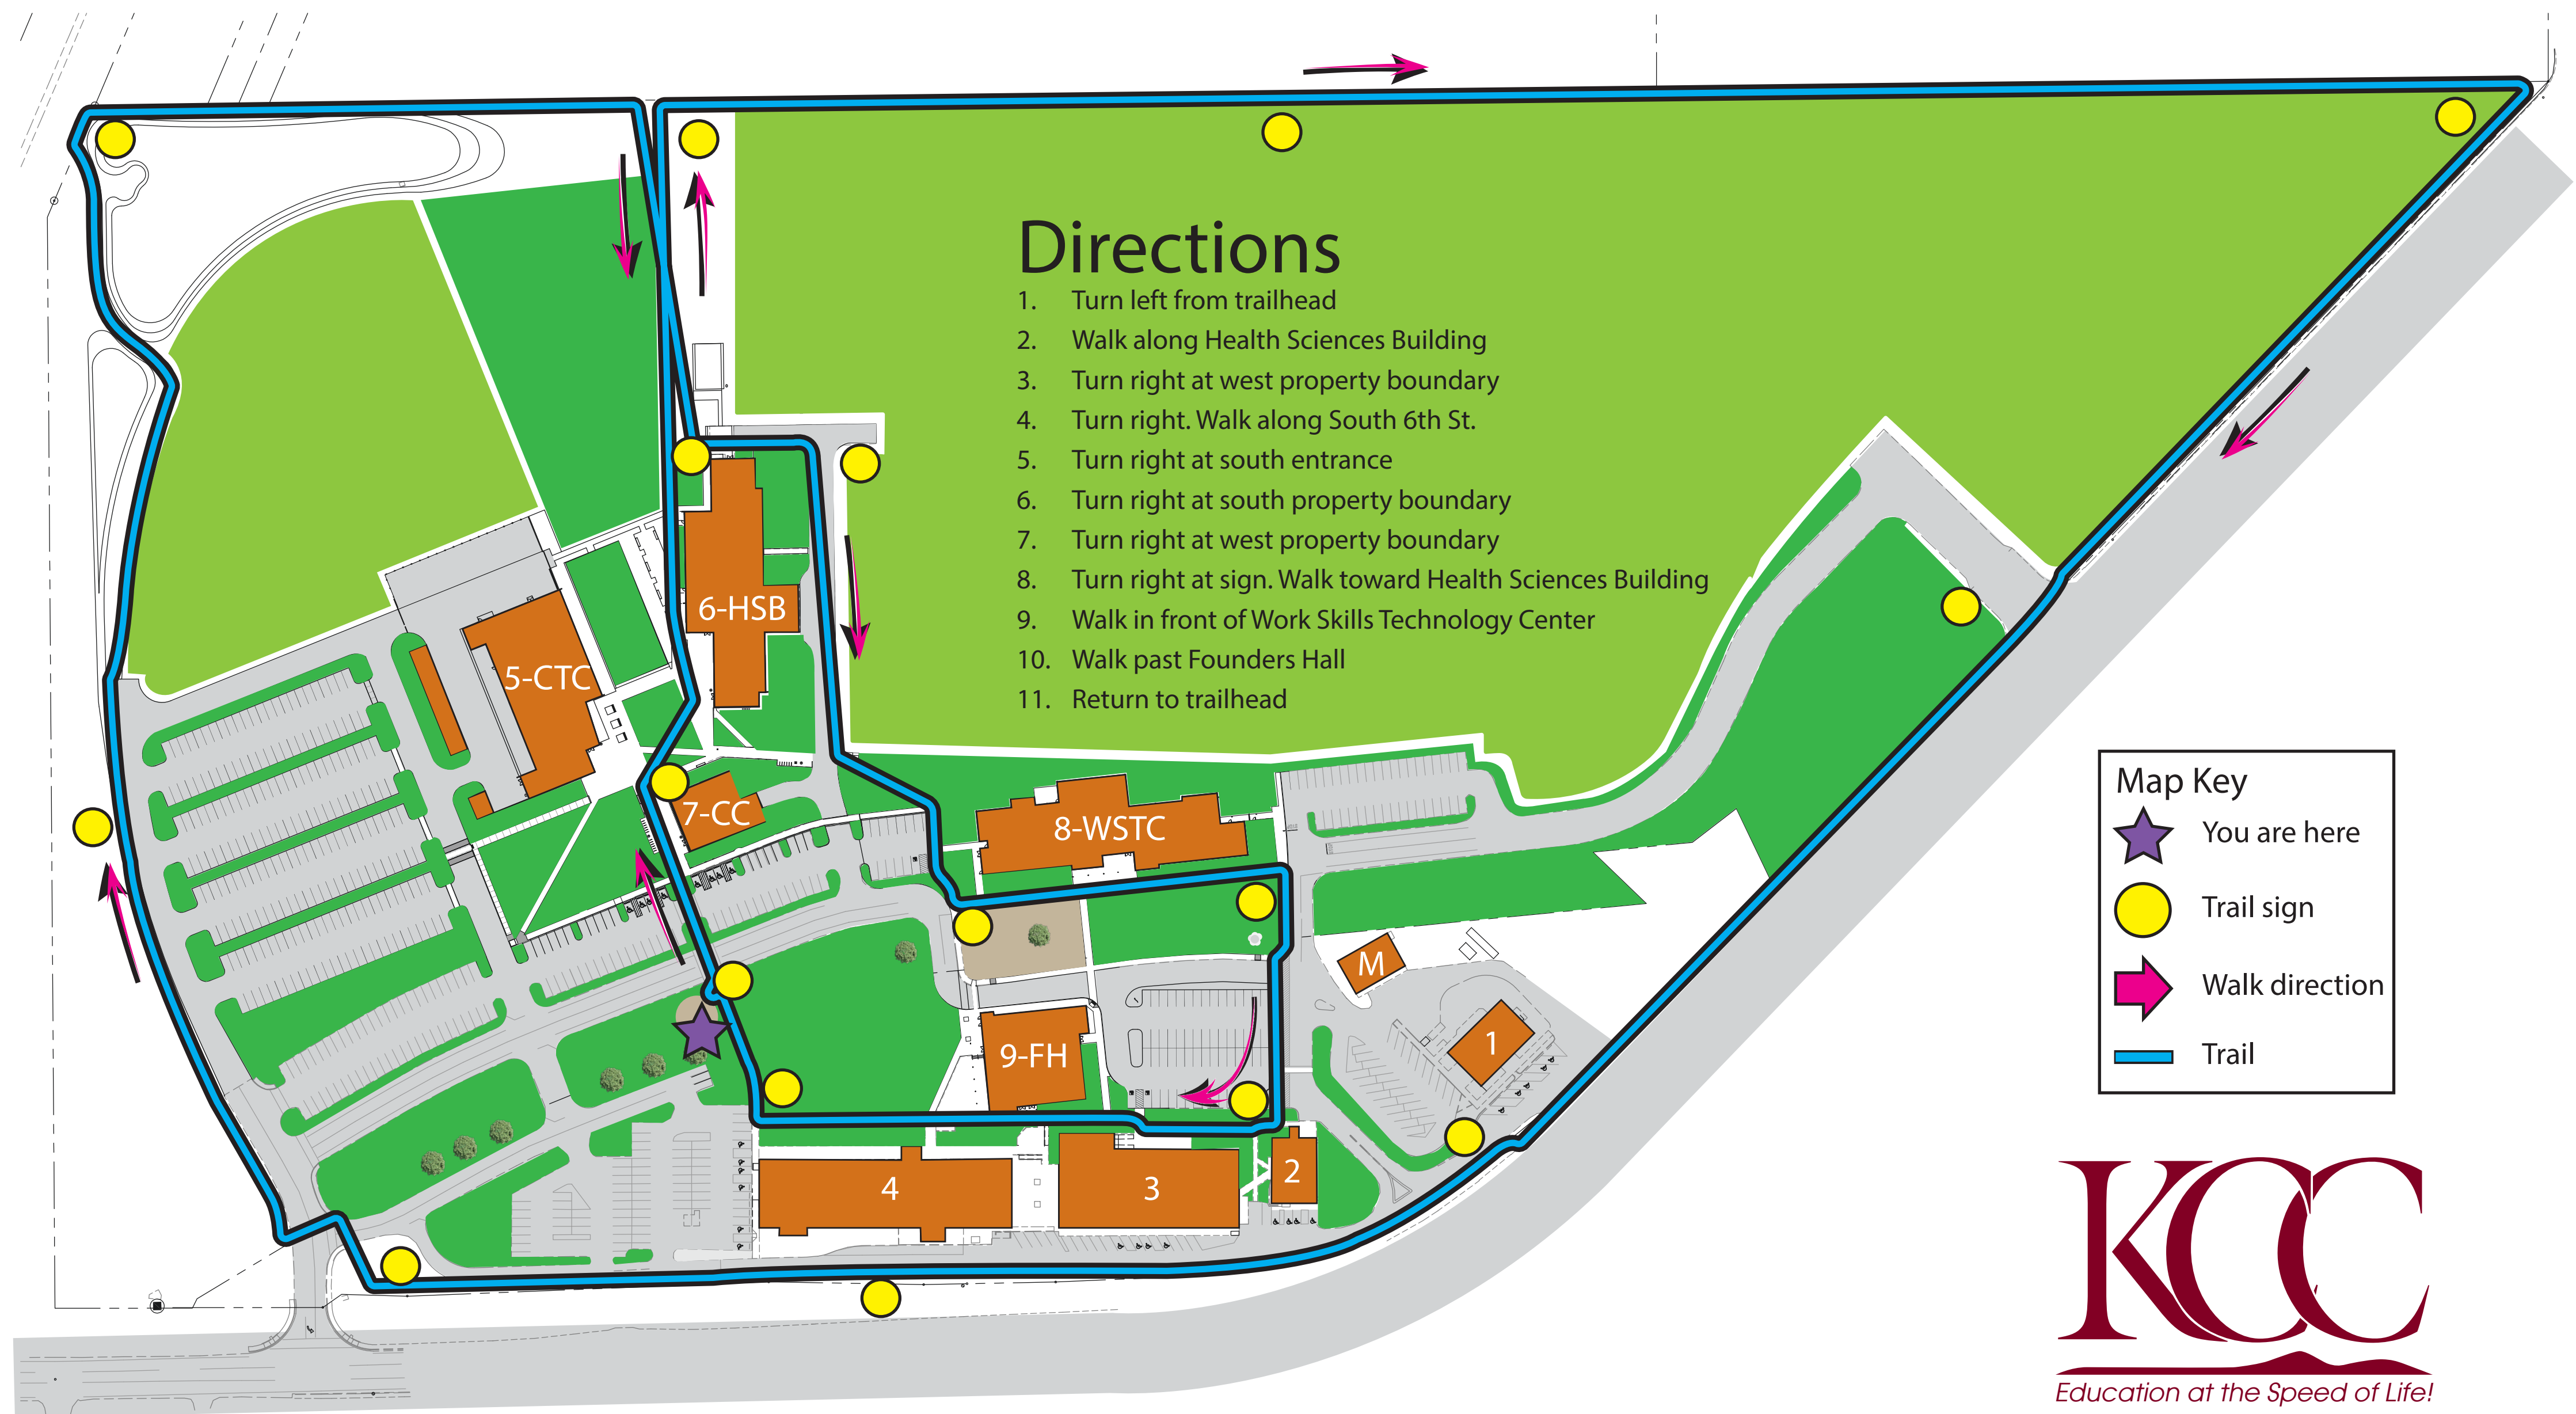 Directions
1. Turn left from trailhead
2. Walk along Health Sciences Building
3. Turn right at west property boundary
4. Turn right. Walk along South 6th St.
5. Turn right at south entrance
6. Turn right at south property boundary
7. Turn right at west property boundary
8. Turn right at sign. Walk toward Health Sciences Building
9. Walk in front of Work Skills Technology Center
10. Walk past Founders Hall
11. Return to trailhead
6-HSB
5-CTC
7-CC
8-WSTC
M
1
9-FH
4
3
2
Map Key
You are here
Trail sign
Walk direction
Trail
KCC
Education at the Speed of Life!